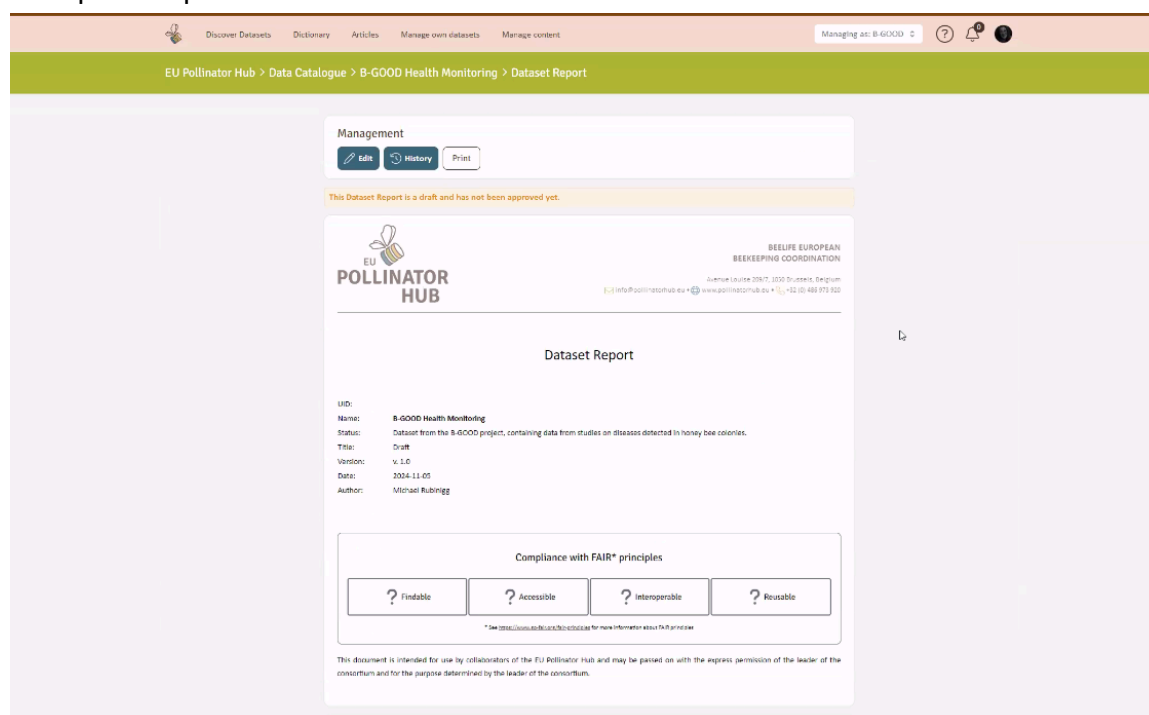 Discover Datasets Dictionary Articles Manage own datasets Manage content Managing as: B-GOOD ? 0
EU Pollinator Hub > Data Catalogue > B-GOOD Health Monitoring > Dataset Report
Management
Edit History Print
This Dataset Report is a draft and has not been approved yet.
EU
POLLINATOR
HUB
BEELIFE EUROPEAN
BEEKEEPING COORDINATION
Avenue Louise 209/7, 1050 Brussels, Belgium
info@pollinatorhub.eu • www.pollinatorhub.eu • +32 (0) 486 973 920
Dataset Report
UID:
Name: B-GOOD Health Monitoring
Status: Dataset from the B-GOOD project, containing data from studies on diseases detected in honey bee colonies.
Title: Draft
Version: v. 1.0
Date: 2024-11-05
Author: Michael Rubinigg
Compliance with FAIR* principles
? Findable ? Accessible ? Interoperable ? Reusable
* See https://www.go-fair.org/fair-principles for more information about FAIR principles
This document is intended for use by collaborators of the EU Pollinator Hub and may be passed on with the express permission of the leader of the
consortium and for the purpose determined by the leader of the consortium.